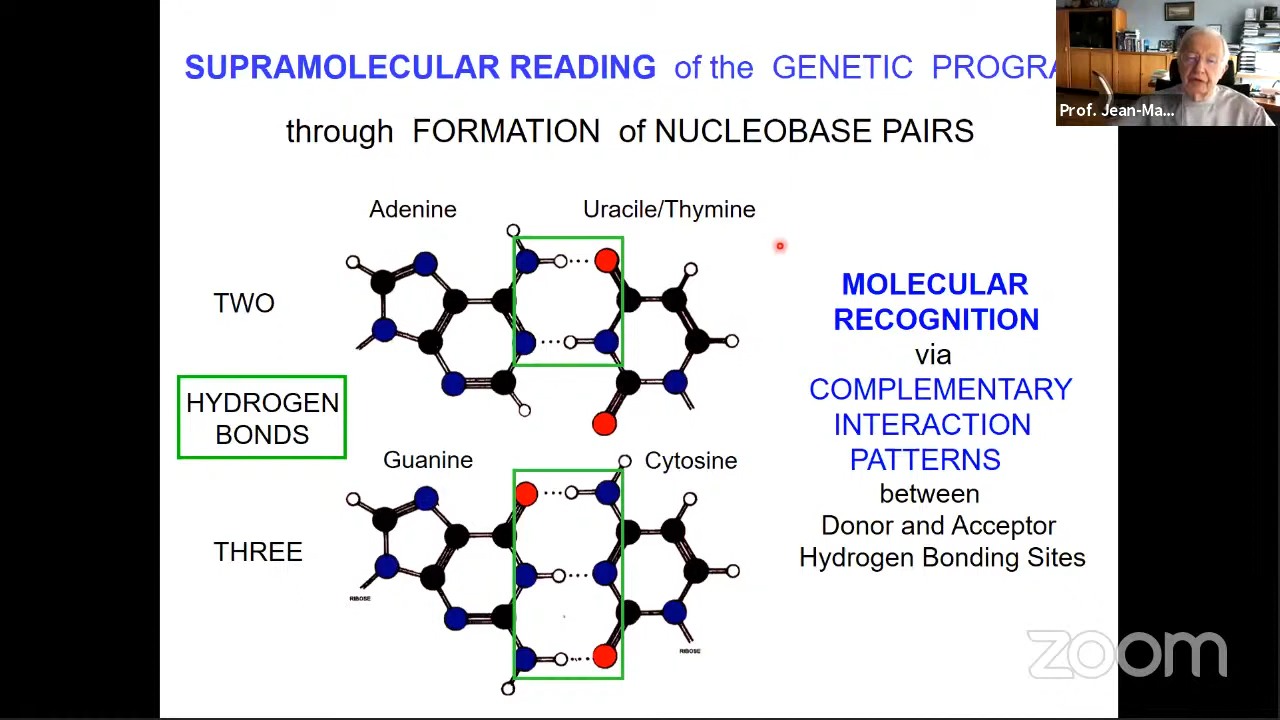 SUPRAMOLECULAR READING of the GENETIC PROGRA
Prof. Jean-Ma...
through FORMATION of NUCLEOBASE PAIRS
Adenine
Uracile/Thymine
TWO
HYDROGEN
BONDS
MOLECULAR
RECOGNITION
via
COMPLEMENTARY
INTERACTION
PATTERNS
between
Donor and Acceptor
Hydrogen Bonding Sites
Guanine
Cytosine
THREE
RIBOSE
RIBOSE
zoom